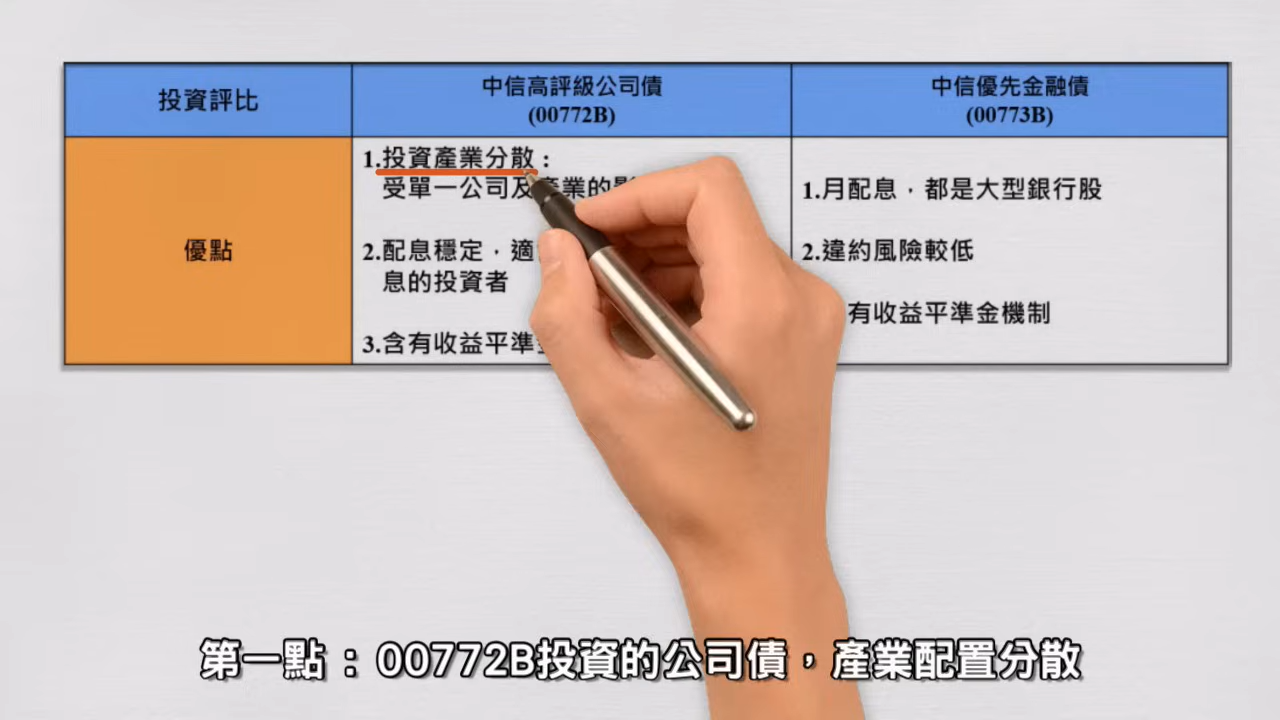 投資評比
中信高評級公司債
(00772B)
中信優先金融債
(00773B)
優點
1.投資產業分散：
受單一公司及產業的
2.配息穩定，適
息的投資者
3.含有收益平準
1.月配息，都是大型銀行股
2.違約風險較低
有收益平準金機制
第一點：00772B投資的公司債，產業配置分散